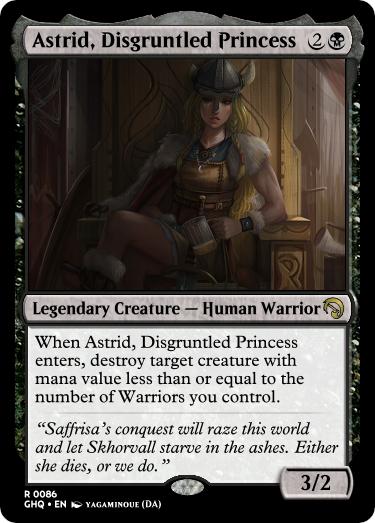 Astrid, Disgruntled Princess 2
Legendary Creature — Human Warrior
When Astrid, Disgruntled Princess
enters, destroy target creature with
mana value less than or equal to the
number of Warriors you control.
“Saffrisa’s conquest will raze this world
and let Skhorvall starve in the ashes. Either
she dies, or we do.”
3/2
R 0086
GHQ • EN YAGAMINOUE (DA)